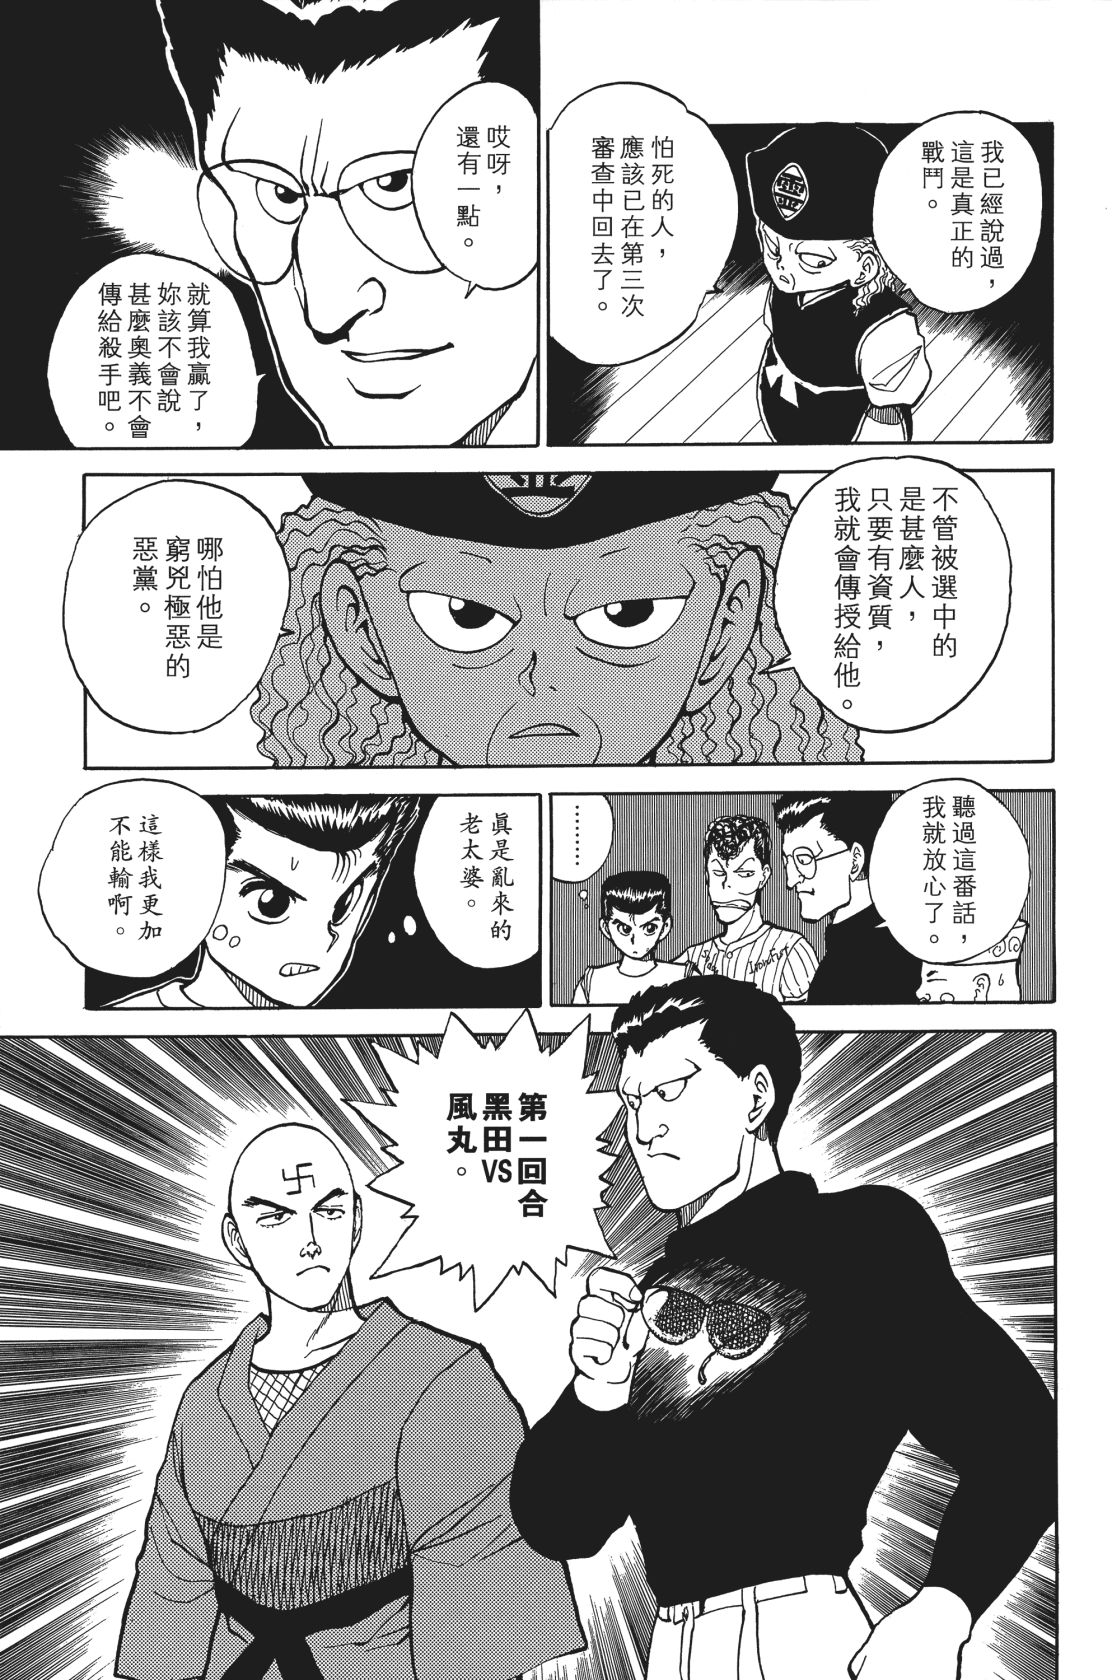 我已經說過，
這是真正的
戰鬥。
怕死的人，
應該已在第三次
審查中回去了。
哎呀，
還有一點。
就算我贏了，
妳該不會說
甚麼奧義不會
傳給殺手吧。
不管被選中的
是甚麼人，
只要有資質，
我就會傳授給他。
哪怕他是
窮兇極惡的
惡黨。
聽過這番話，
我就放心了。
………
眞是亂來的
老太婆。
這樣我更加
不能輸啊。
第一回合
黑田VS
風丸。
卐